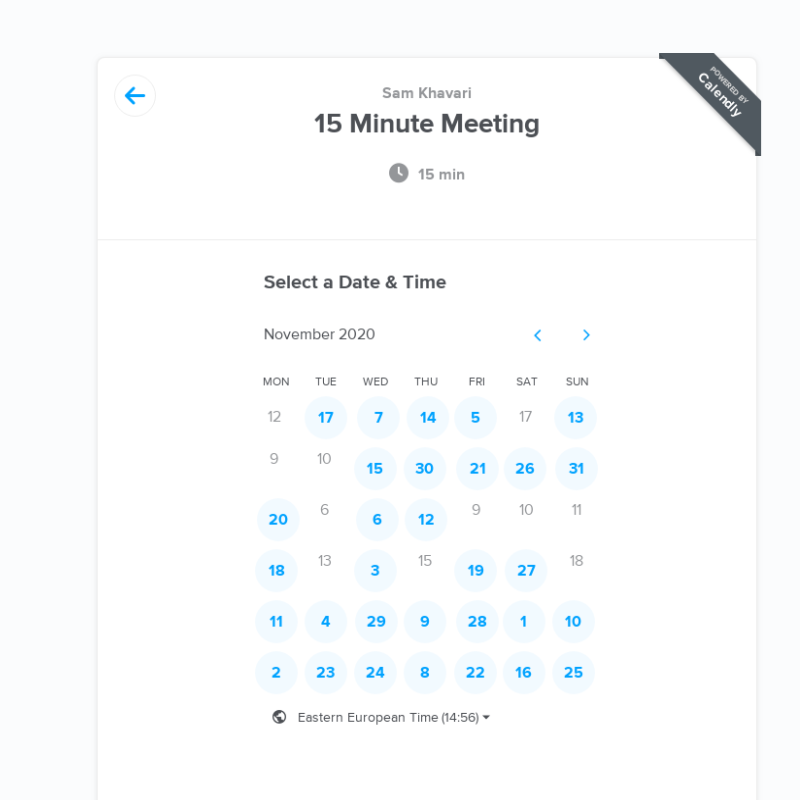 Sam Khavari
POWERED BY
Calendly
15 Minute Meeting
15 min
Select a Date & Time
November 2020
MON TUE WED THU FRI SAT SUN
12 17 7 14 5 17 13
9 10 15 30 21 26 31
20 6 6 12 9 10 11
18 13 3 15 19 27 18
11 4 29 9 28 1 10
2 23 24 8 22 16 25
Eastern European Time (14:56)